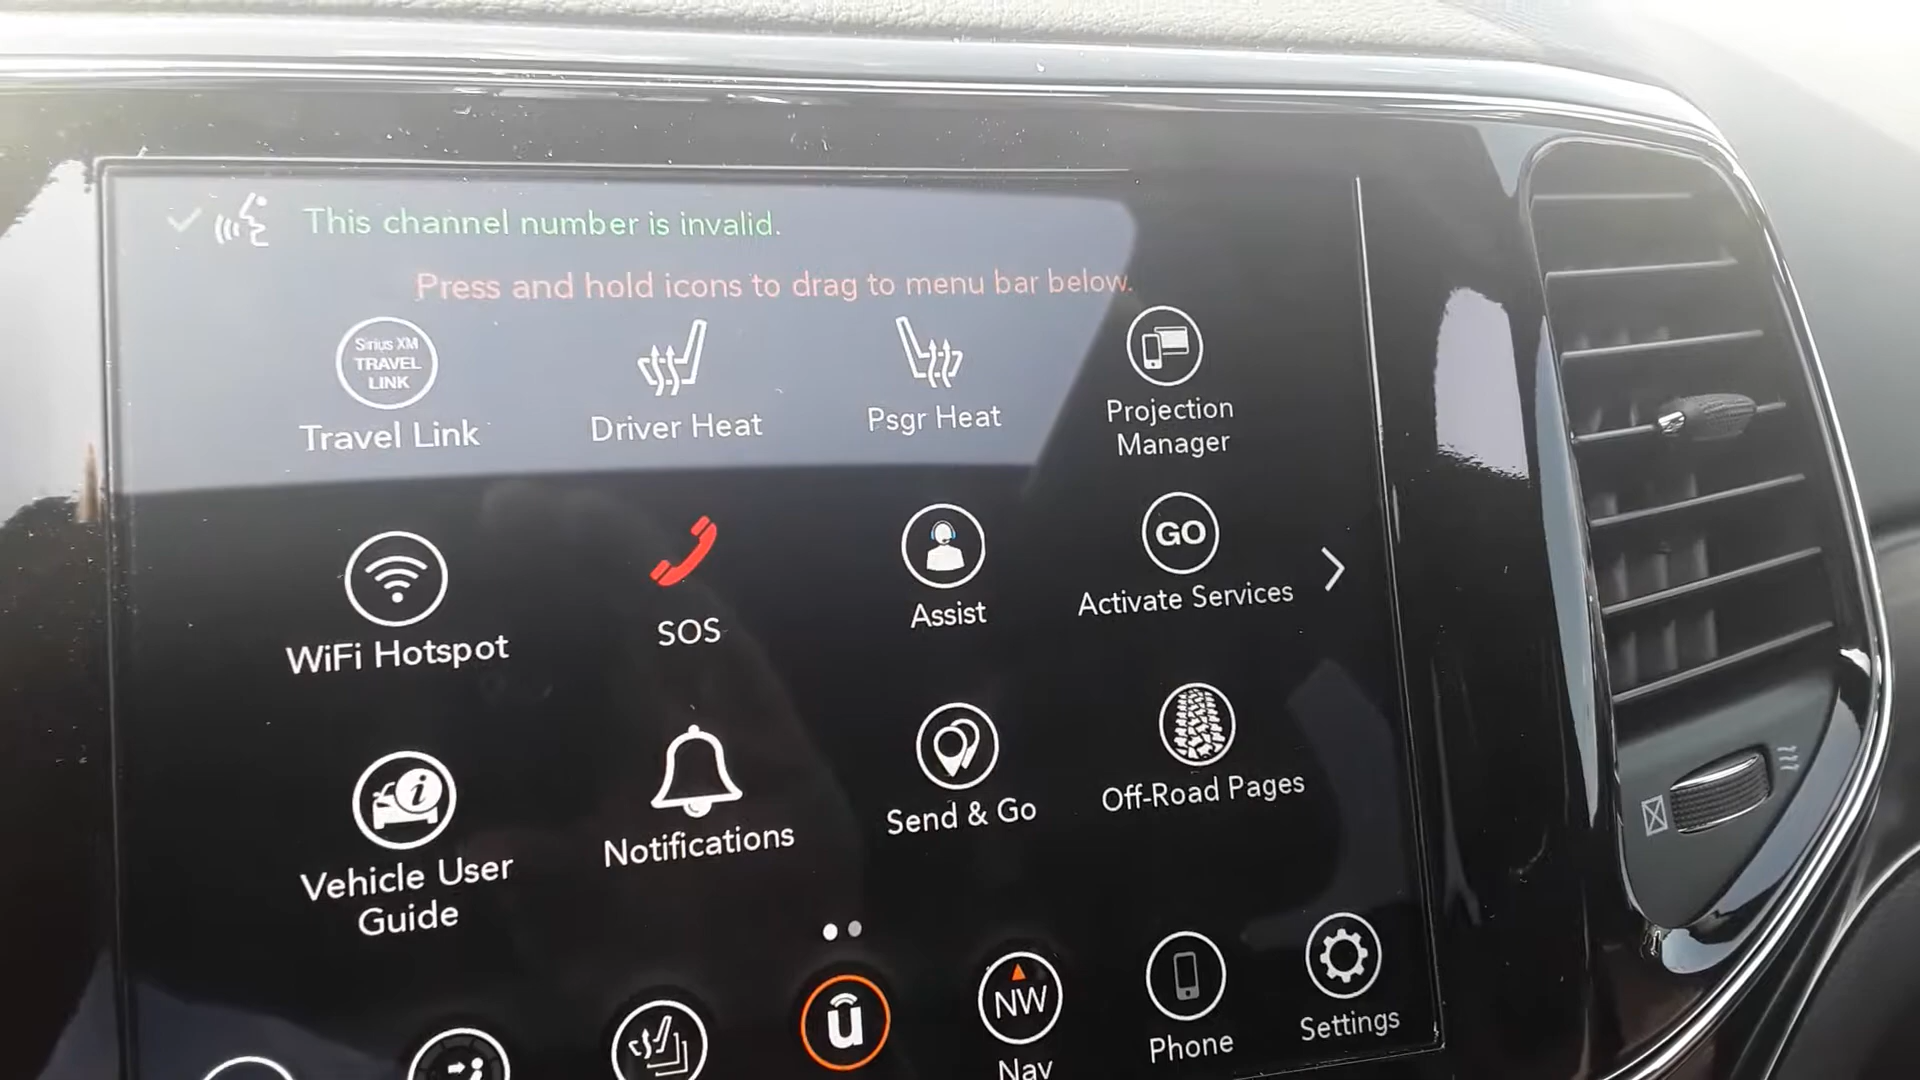 This channel number is invalid.
Press and hold icons to drag to menu bar below.
Sirius XM
TRAVEL
LINK
Travel Link
Driver Heat
Psgr Heat
Projection
Manager
WiFi Hotspot
SOS
Assist
GO
Activate Services
i
Vehicle User
Guide
Notifications
Send & Go
Off-Road Pages
u
NW
Nav
Phone
Settings